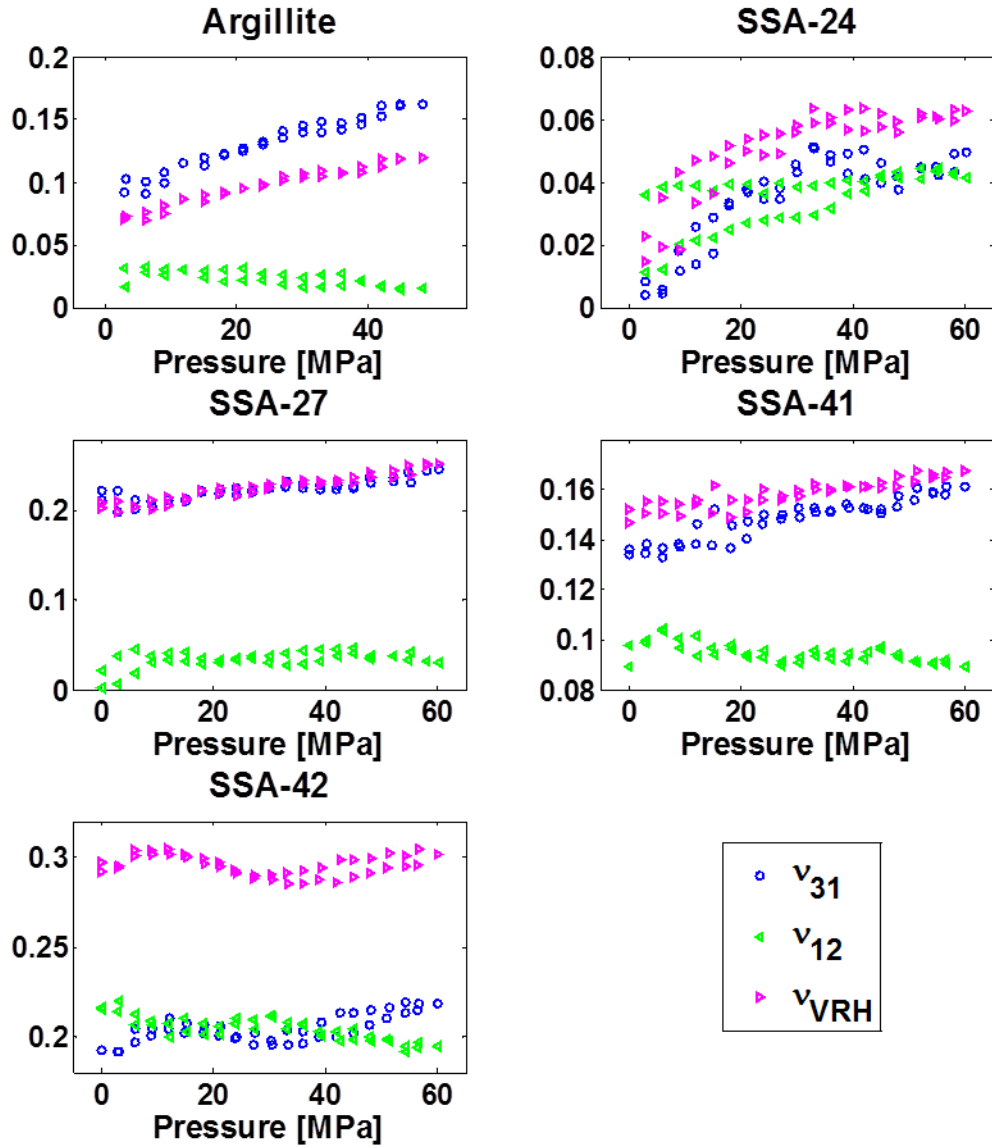 Argillite
0.2
0.15
0.1
0.05
0
0 20 40
Pressure [MPa]
SSA-24
0.08
0.06
0.04
0.02
0
0 20 40 60
Pressure [MPa]
SSA-27
0.2
0.1
0
0 20 40 60
Pressure [MPa]
SSA-41
0.16
0.14
0.12
0.1
0.08
0 20 40 60
Pressure [MPa]
SSA-42
0.3
0.25
0.2
0 20 40 60
Pressure [MPa]
ν31
ν12
νVRH